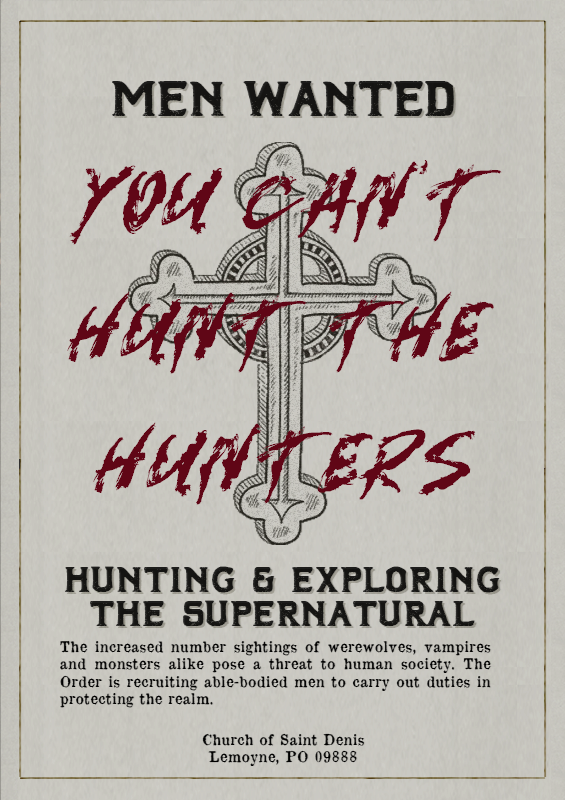 MEN WANTED
YOU CAN'T
HUNT THE
HUNTERS
HUNTING & EXPLORING
THE SUPERNATURAL
The increased number sightings of werewolves, vampires
and monsters alike pose a threat to human society. The
Order is recruiting able-bodied men to carry out duties in
protecting the realm.
Church of Saint Denis
Lemoyne, PO 09888